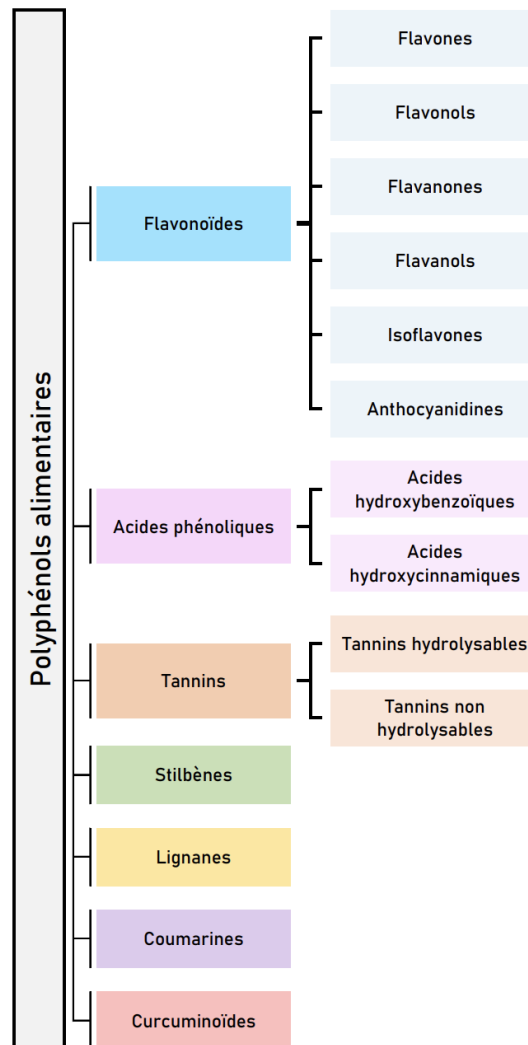 Polyphénols alimentaires
Flavonoïdes
Flavones
Flavonols
Flavanones
Flavanols
Isoflavones
Anthocyanidines
Acides phénoliques
Acides
hydroxybenzoïques
Acides
hydroxycinnamiques
Tannins
Tannins hydrolysables
Tannins non
hydrolysables
Stilbènes
Lignanes
Coumarines
Curcuminoïdes